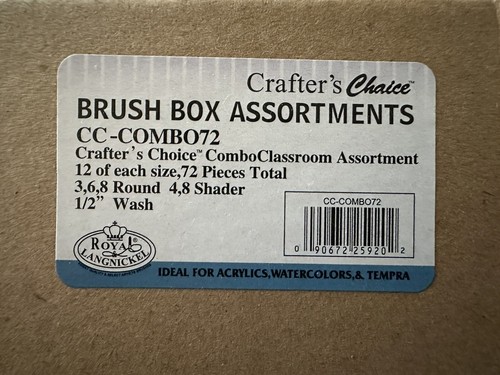 Crafter's Choice™
BRUSH BOX ASSORTMENTS
CC-COMBO72
Crafter's Choice™ ComboClassroom Assortment
12 of each size,72 Pieces Total
3,6,8 Round 4,8 Shader
1/2” Wash
CC-COMBO72
0 90672 25920 2
ROYAL ®
LANGNICKEL
IDEAL FOR ACRYLICS,WATERCOLORS,& TEMPRA